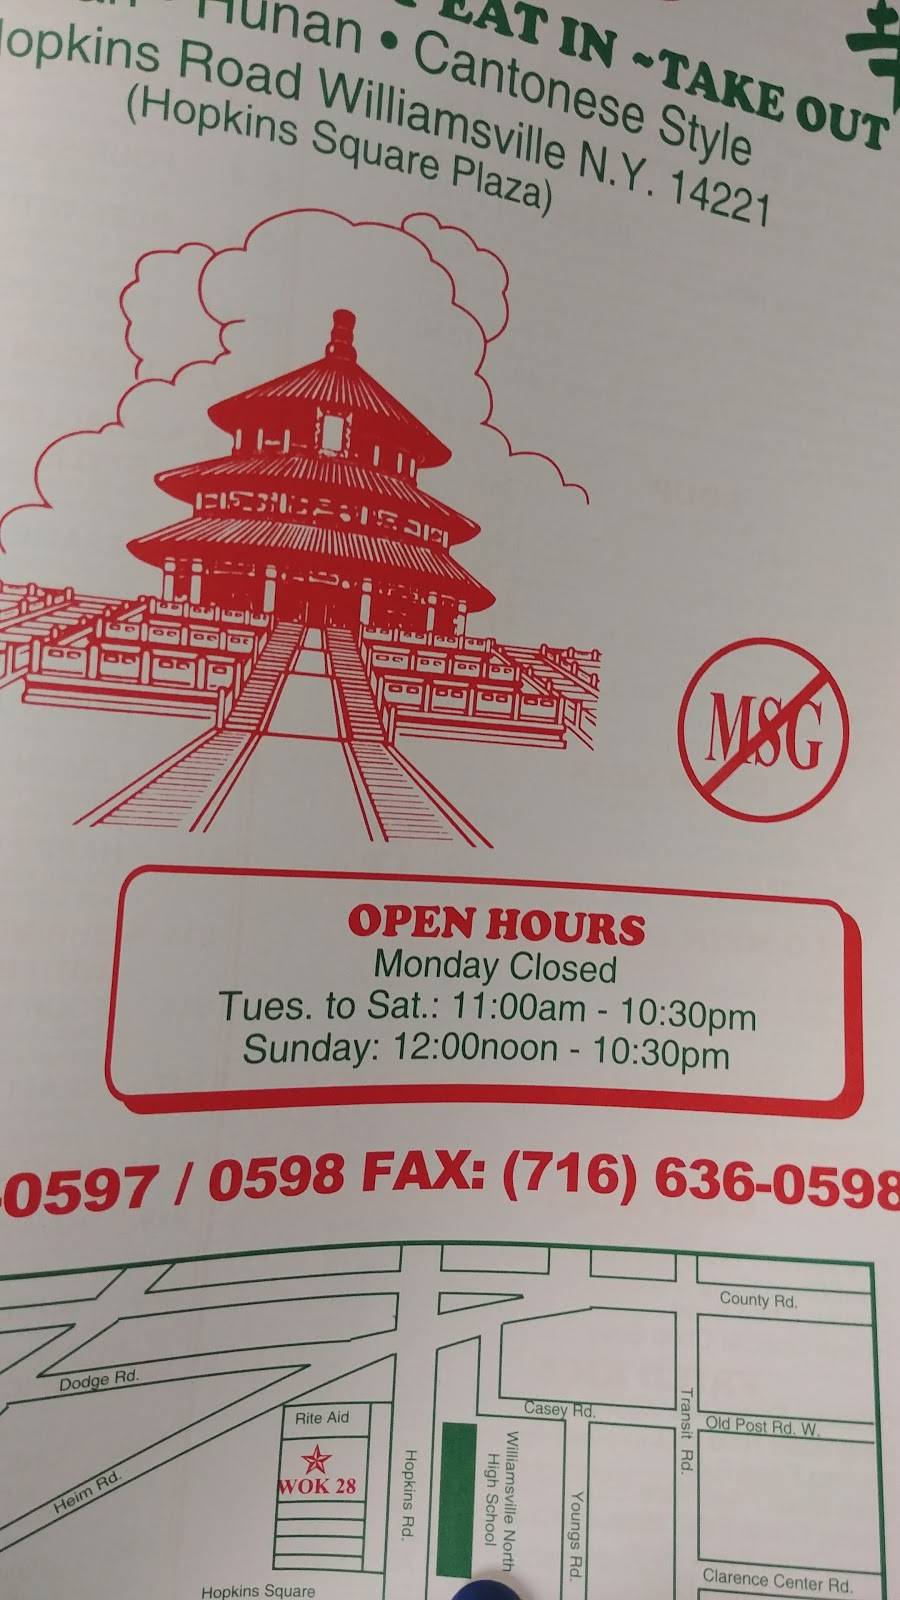 EAT IN ~TAKE OUT
Hunan • Cantonese Style
Hopkins Road Williamsville N.Y. 14221
(Hopkins Square Plaza)
MSG
OPEN HOURS
Monday Closed
Tues. to Sat.: 11:00am - 10:30pm
Sunday: 12:00noon - 10:30pm
-0597 / 0598 FAX: (716) 636-0598
County Rd.
Dodge Rd.
Casey Rd.
Transit Rd.
Old Post Rd. W.
Rite Aid
WOK 28
Heim Rd.
Hopkins Rd.
Williamsville North
High School
Youngs Rd.
Clarence Center Rd.
Hopkins Square